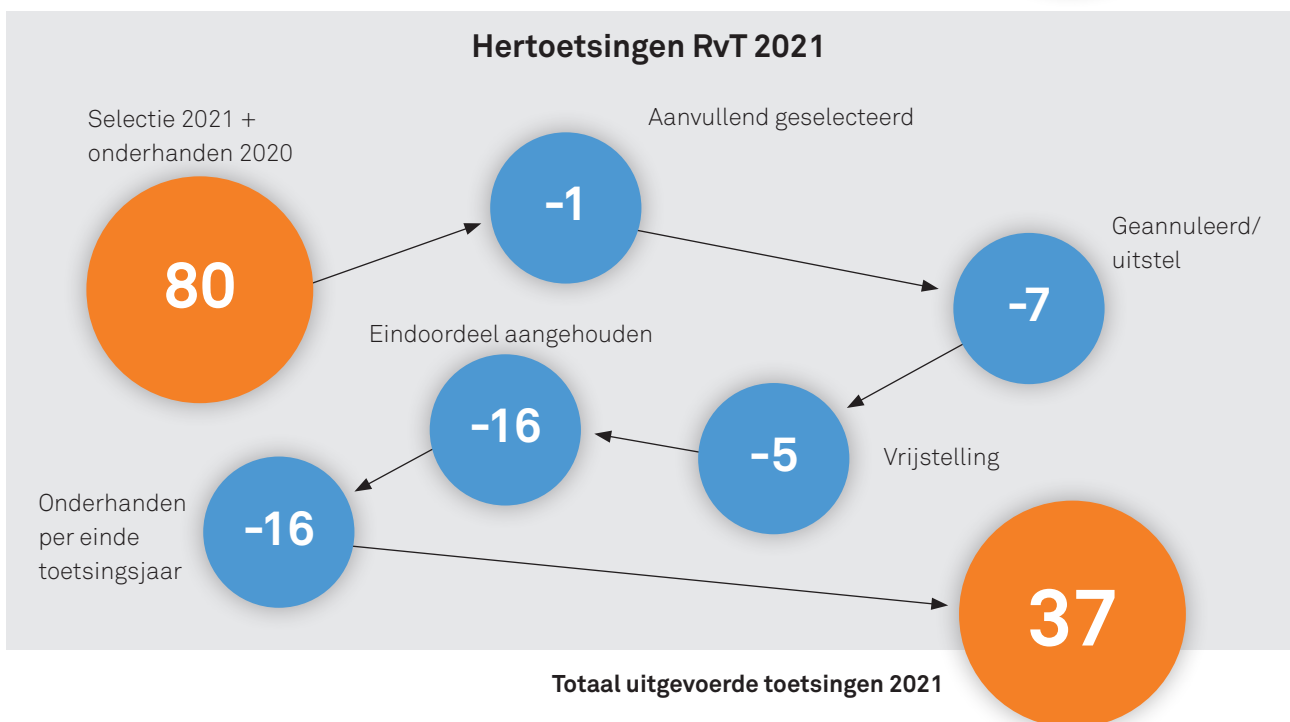 Hertoetsingen RvT 2021
Selectie 2021 +
onderhanden 2020
80
Aanvullend geselecteerd
-1
Geannuleerd/
uitstel
-7
Vrijstelling
-5
Eindoordeel aangehouden
-16
Onderhanden
per einde
toetsingsjaar
-16
37
Totaal uitgevoerde toetsingen 2021